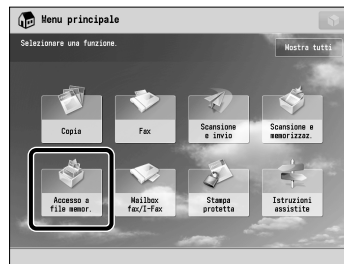 Menu principale
Selezionare una funzione.
Mostra tutti
Copia
Fax
Scansione
e invio
Scansione e
memorizzaz.
Accesso a
file memor.
Mailbox
fax/I-Fax
Stampa
protetta
Istruzioni
assistite